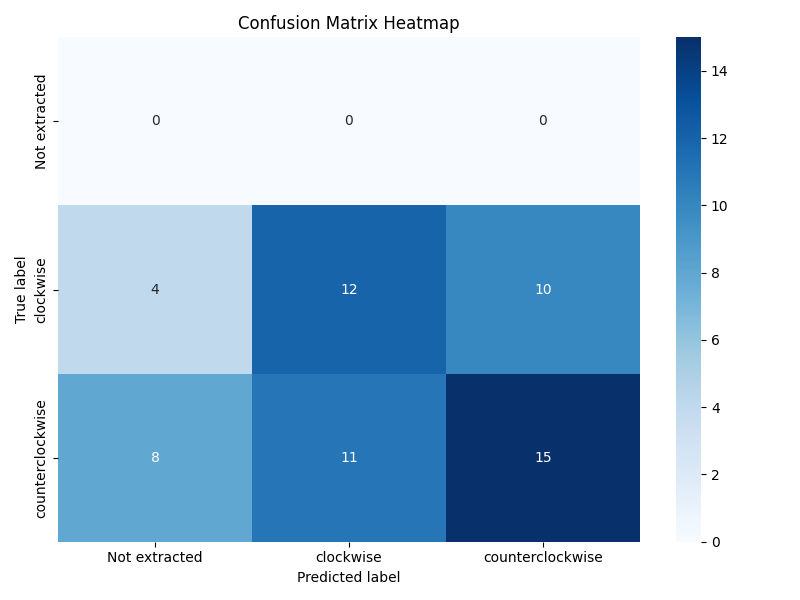 Confusion Matrix Heatmap
True label
Not extracted
clockwise
counterclockwise
0 0 0
4 12 10
8 11 15
Not extracted clockwise counterclockwise
Predicted label
14
12
10
8
6
4
2
0